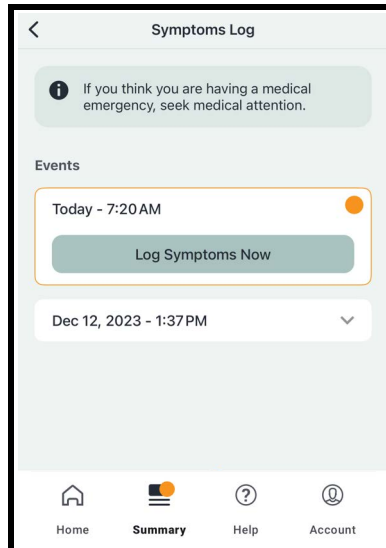 Symptoms Log
If you think you are having a medical
emergency, seek medical attention.
Events
Today - 7:20 AM
Log Symptoms Now
Dec 12, 2023 - 1:37 PM
Home Summary Help Account